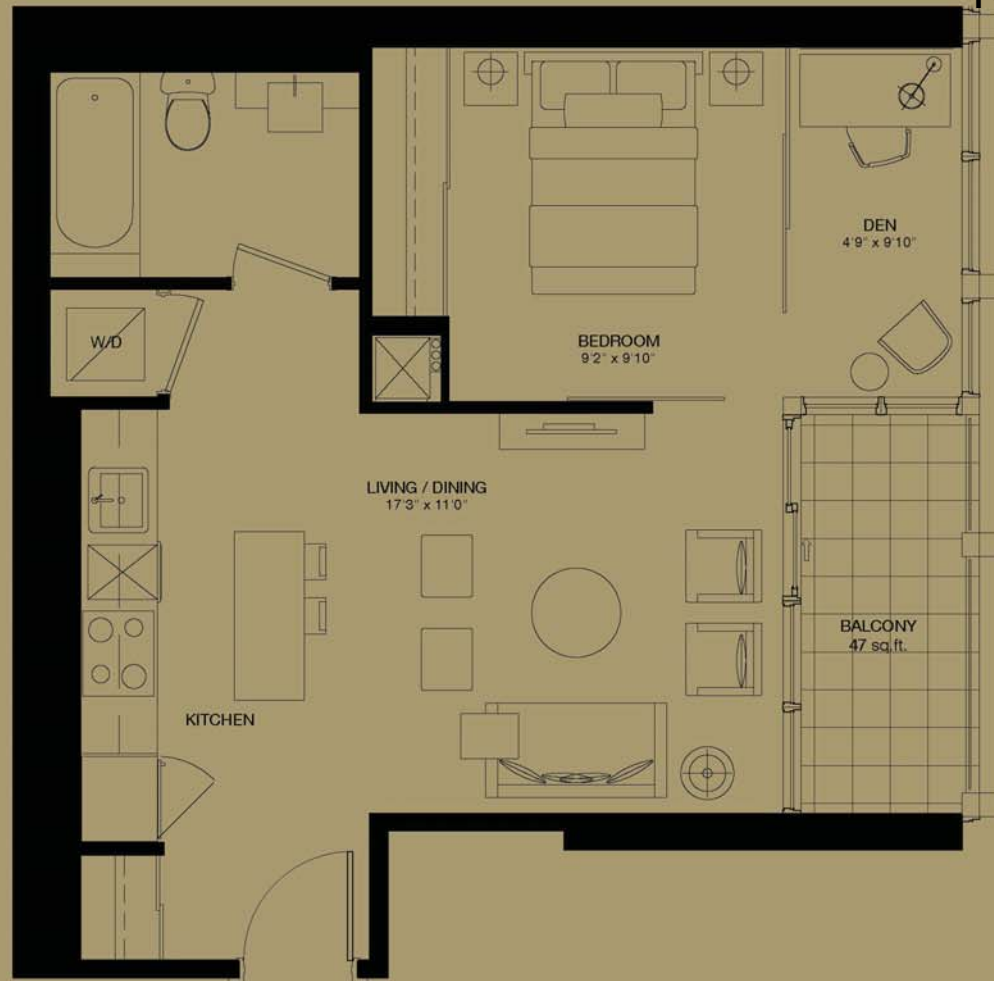 DEN
4'9" x 9'10"
W/D
BEDROOM
9'2" x 9'10"
LIVING / DINING
17'3" x 11'0"
BALCONY
47 sq.ft.
KITCHEN